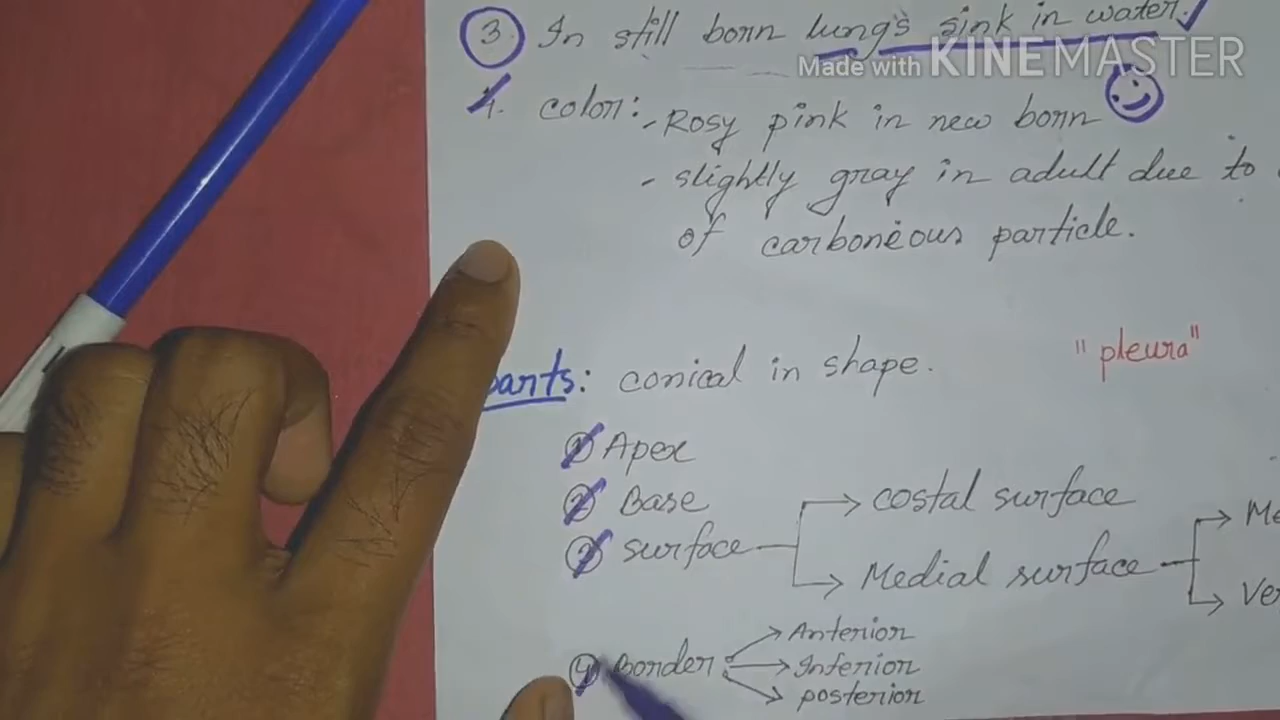 3. In still born lung's sink in water.
Made with KINEMASTER
4. color: - Rosy pink in new born
- slightly gray in adult due to
of carboneous particle.
parts: conical in shape.
"pleura"
1 Apex
2 Base
costal surface
3 surface
Medial surface
Me
Ver
4 Border
Anterior
Inferior
posterior